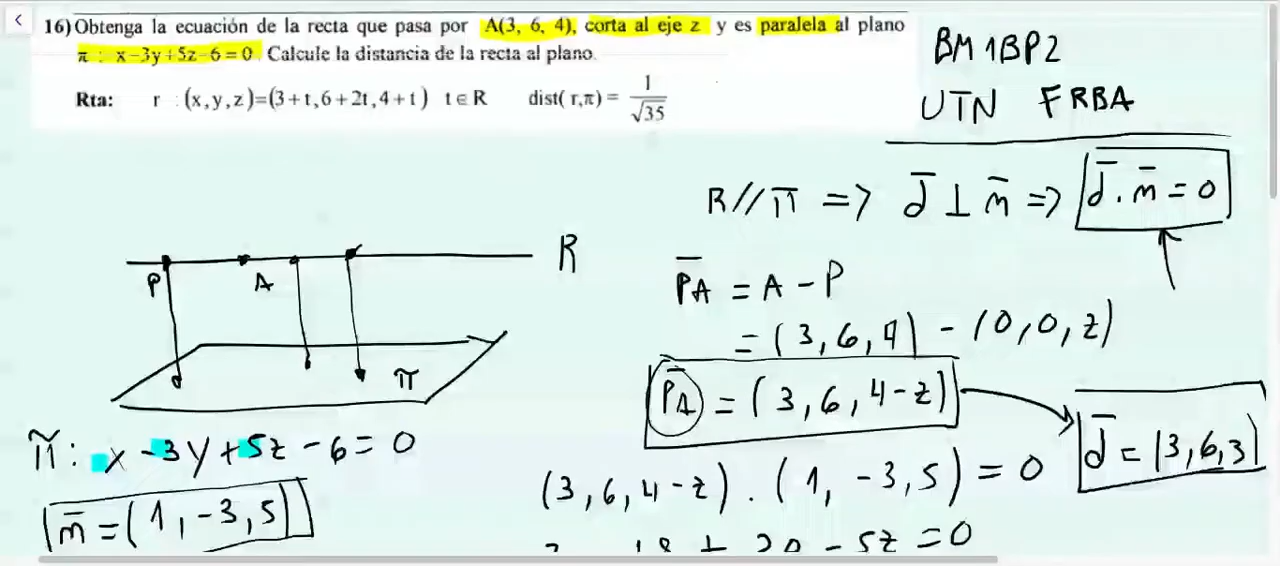 16) Obtenga la ecuación de la recta que pasa por A(3, 6, 4), corta al eje z y es paralela al plano
π : x-3y+5z-6=0. Calcule la distancia de la recta al plano.
Rta: r :(x,y,z)=(3+t,6+2t,4+t) t∈R dist( r,π) = 1/√35
BM1BP2
UTN FRBA
R//π => d̄ ⊥ n̄ => d̄ . n̄ = 0
P A R
π
P̄A̅ = A - P
= (3,6,4) - (0,0,z)
P̄A̅ = (3,6,4-z)
d̄ = (3,6,3)
π: x -3y+5z -6=0
n̄=(1,-3,5)
(3,6,4-z) . (1,-3,5) = 0
- 5z = 0